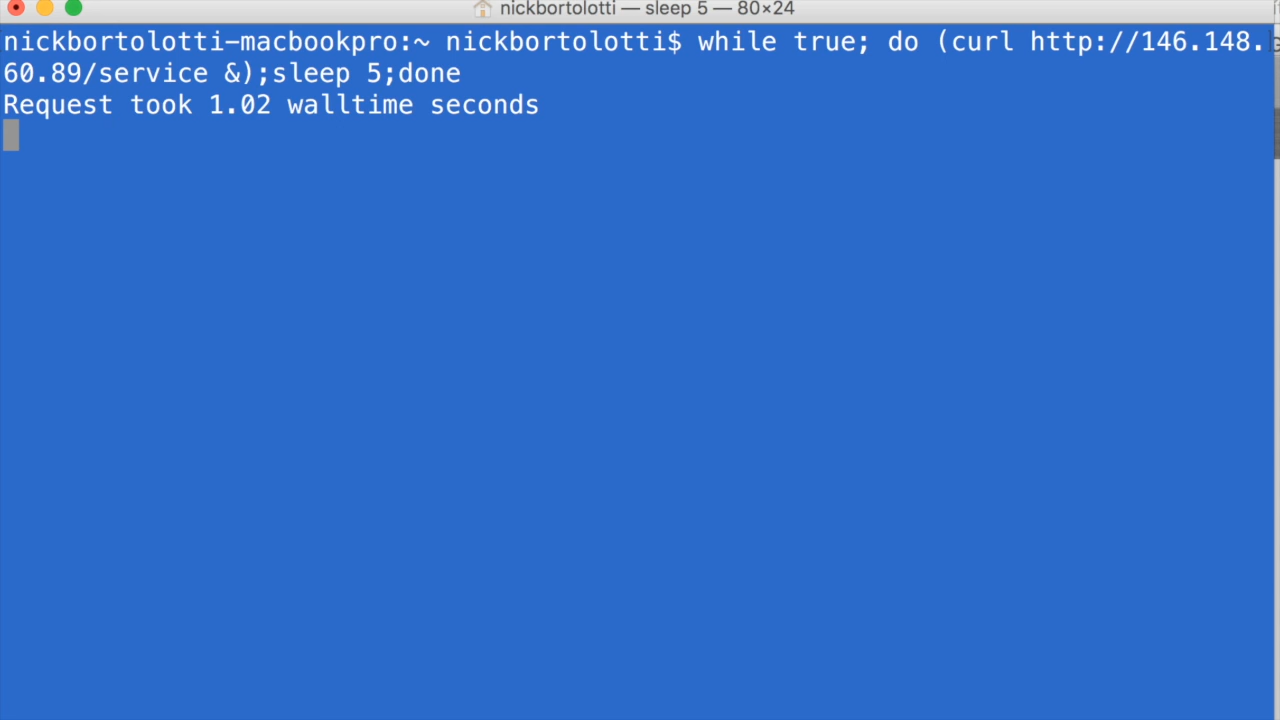 nickbortolotti — sleep 5 — 80×24
nickbortolotti-macbookpro:~ nickbortolotti$ while true; do (curl http://146.148.
60.89/service &);sleep 5;done
Request took 1.02 walltime seconds